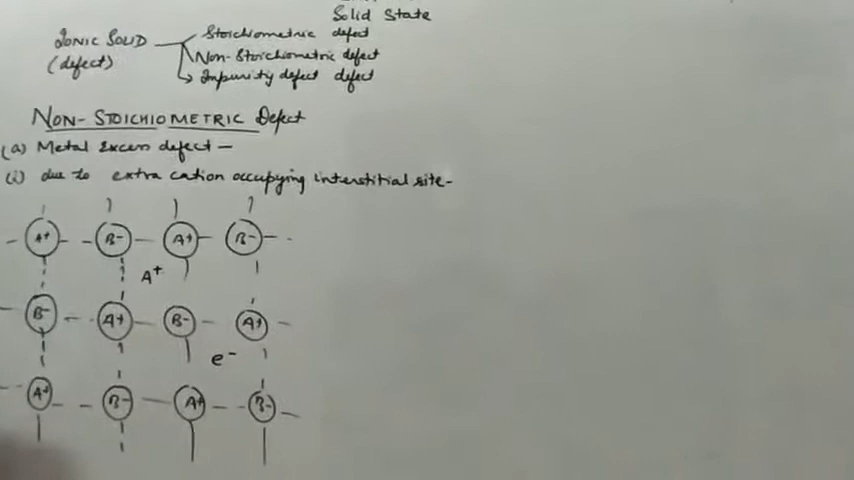 Solid State
IONIC SOLID
(defect)
Stoichiometric defect
Non-Stoichiometric defect
Impurity defect defect
NON-STOICHIOMETRIC Defect
(a) Metal Excess defect -
(i) due to extra cation occupying interstitial site-
A+ B- A+ B-
A+
B- A+ B- A+
e-
A+ B- A+ B-